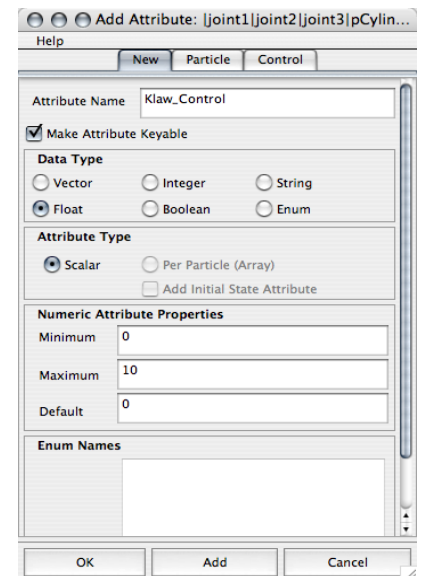 Add Attribute: |joint1|joint2|joint3|pCylin...
Help
New Particle Control
Attribute Name Klaw_Control
Make Attribute Keyable
Data Type
Vector Integer String
Float Boolean Enum
Attribute Type
Scalar Per Particle (Array)
Add Initial State Attribute
Numeric Attribute Properties
Minimum 0
Maximum 10
Default 0
Enum Names
OK Add Cancel